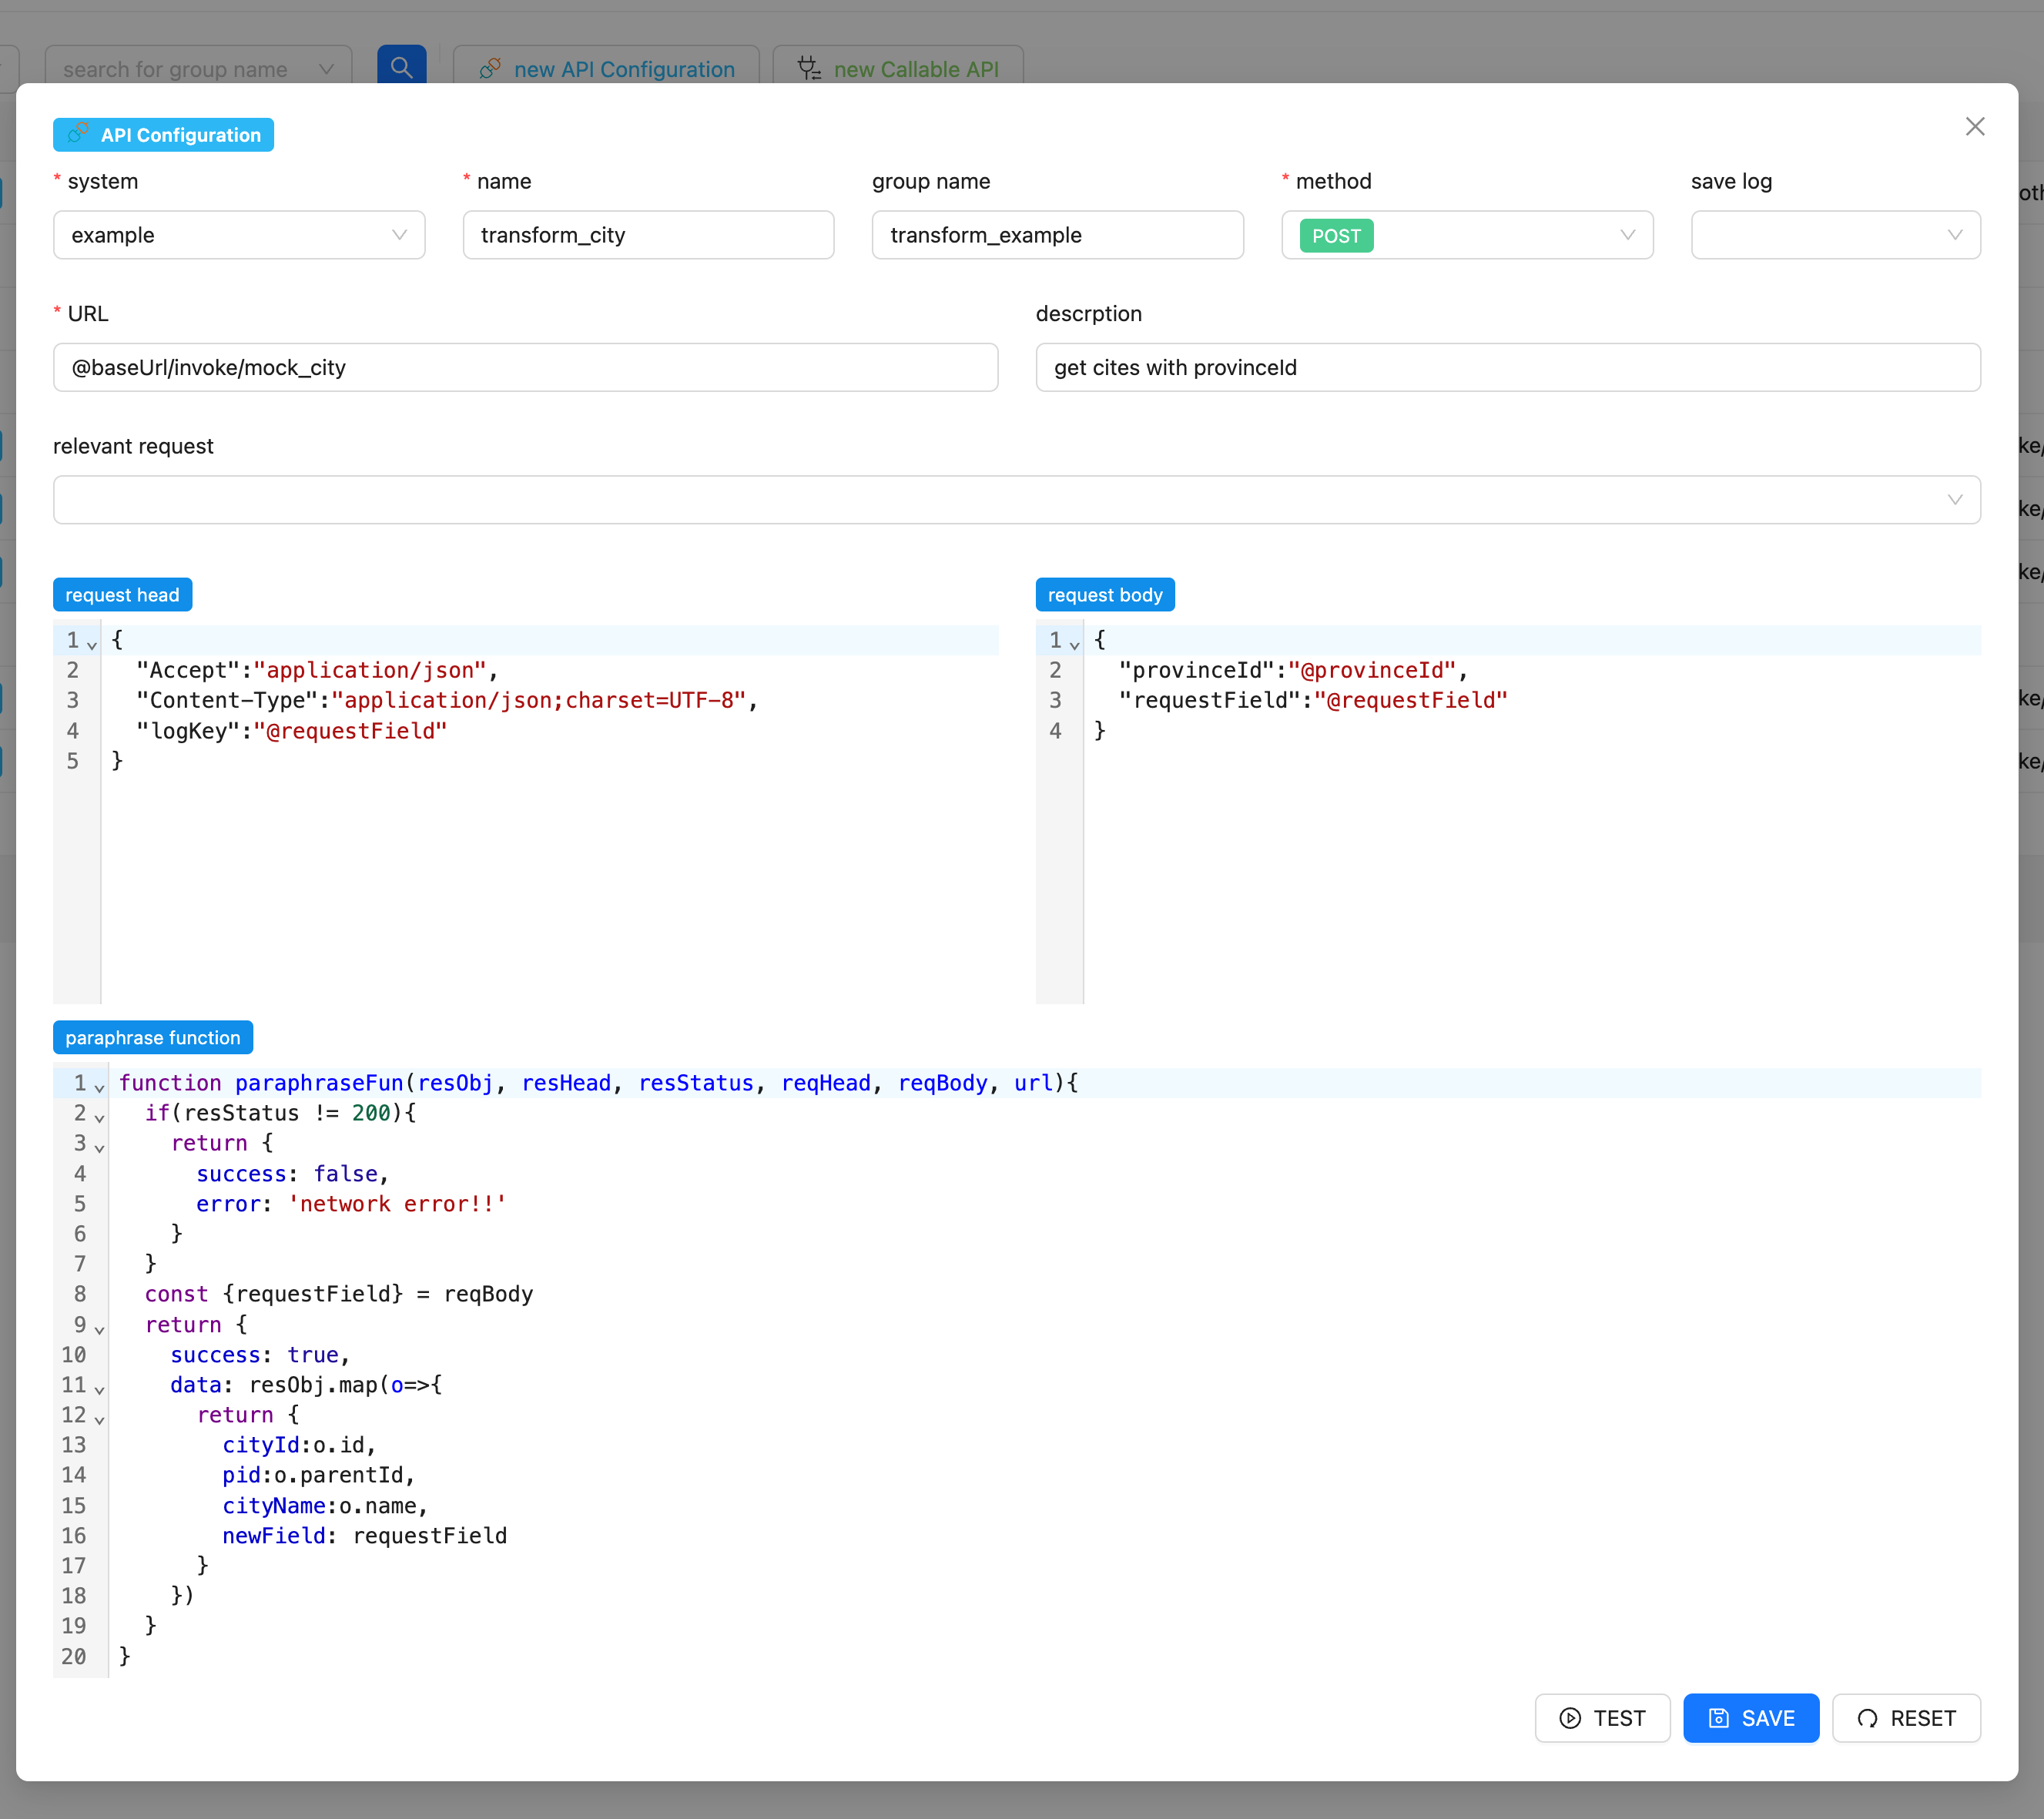 search for group name
new API Configuration
new Callable API
API Configuration
* system
* name
group name
* method
save log
example
transform_city
transform_example
POST
* URL
descrption
@baseUrl/invoke/mock_city
get cites with provinceId
relevant request
request head
request body
1 {
2 "Accept":"application/json",
3 "Content-Type":"application/json;charset=UTF-8",
4 "logKey":"@requestField"
5 }
1 {
2 "provinceId":"@provinceId",
3 "requestField":"@requestField"
4 }
paraphrase function
1 function paraphraseFun(resObj, resHead, resStatus, reqHead, reqBody, url){
2 if(resStatus != 200){
3 return {
4 success: false,
5 error: 'network error!!'
6 }
7 }
8 const {requestField} = reqBody
9 return {
10 success: true,
11 data: resObj.map(o=>{
12 return {
13 cityId:o.id,
14 pid:o.parentId,
15 cityName:o.name,
16 newField: requestField
17 }
18 })
19 }
20 }
TEST
SAVE
RESET